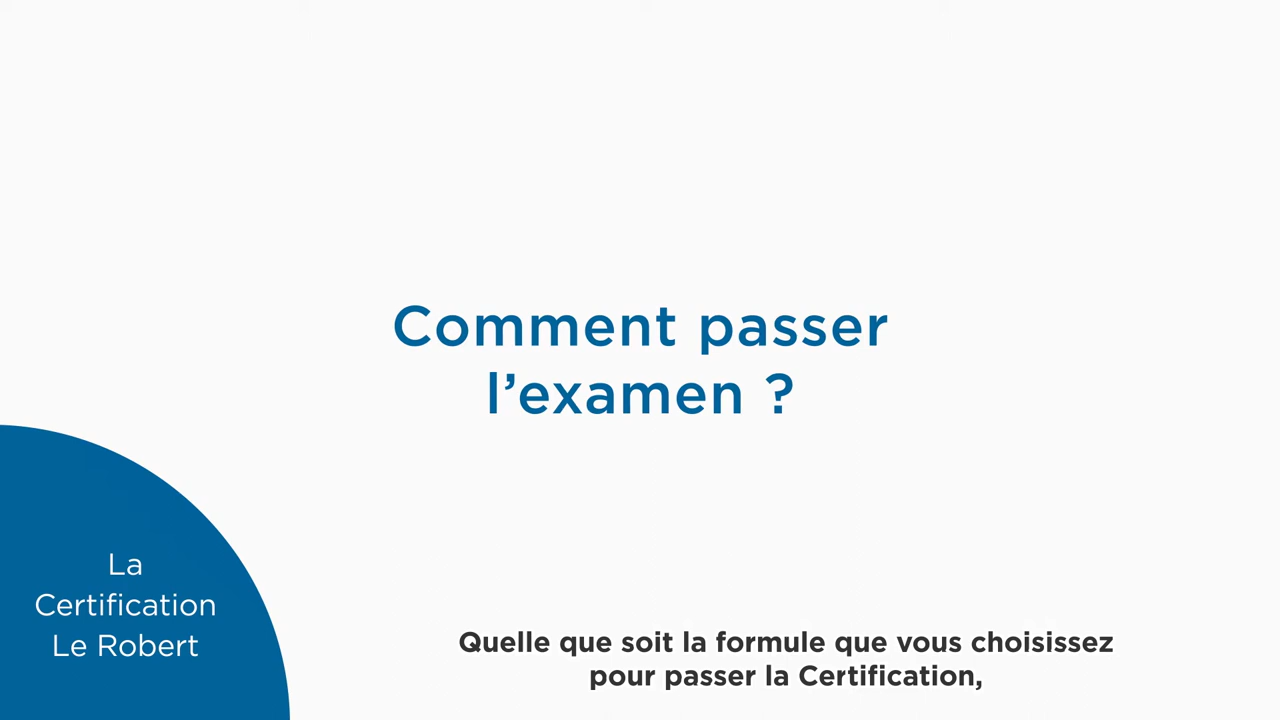 Comment passer
l’examen ?
La
Certification
Le Robert
Quelle que soit la formule que vous choisissez
pour passer la Certification,